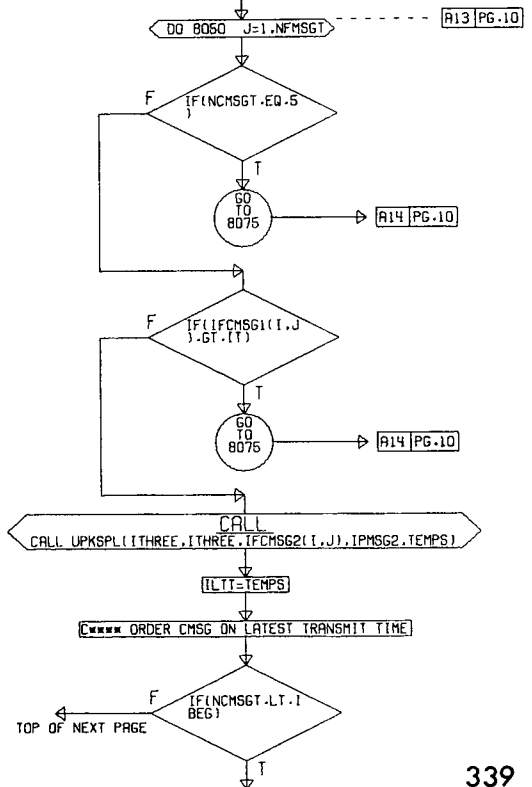 DO 8050 J=1,NFMSGT
A13 PG.10
F
IF(NCMSGT.EQ.5
)
T
GO
TO
8075
A14 PG.10
F
IF(IFCMSG1(I,J
).GT.IT)
T
GO
TO
8075
A14 PG.10
CALL
CALL UPKSPL(ITHREE,ITHREE,IFCMSG2(I,J),IPMSG2,TEMPS)
ILTT=TEMPS
C**** ORDER CMSG ON LATEST TRANSMIT TIME
F
IF(NCMSGT.LT.I
BEG)
TOP OF NEXT PAGE
T
339